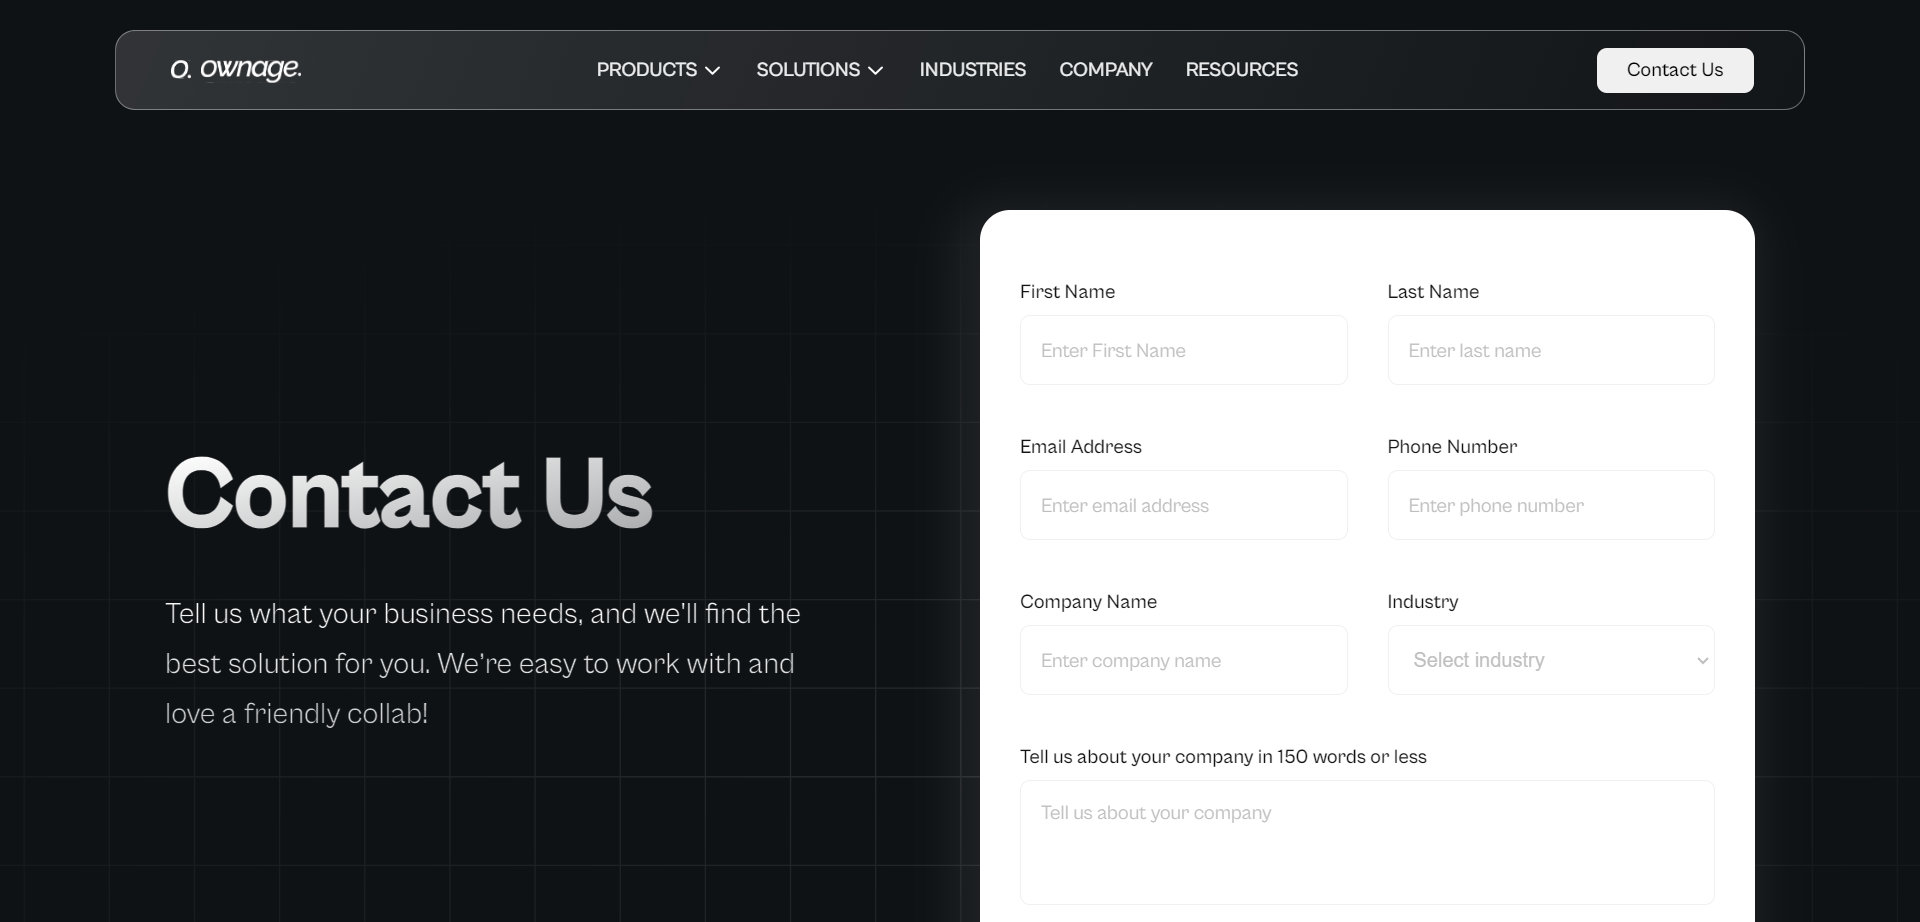 o. ownage.
PRODUCTS
SOLUTIONS
INDUSTRIES
COMPANY
RESOURCES
Contact Us
Contact Us
Tell us what your business needs, and we'll find the
best solution for you. We're easy to work with and
love a friendly collab!
First Name
Last Name
Enter First Name
Enter last name
Email Address
Phone Number
Enter email address
Enter phone number
Company Name
Industry
Enter company name
Select industry
Tell us about your company in 150 words or less
Tell us about your company